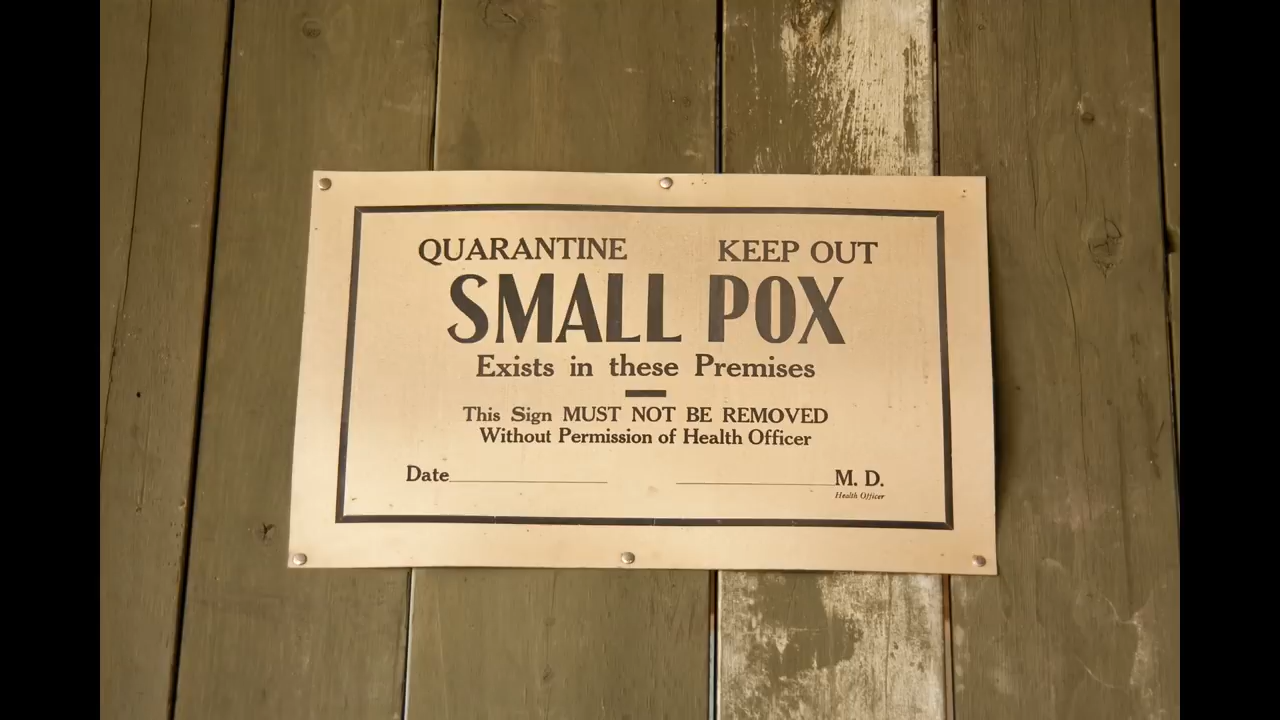 QUARANTINE KEEP OUT
SMALL POX
Exists in these Premises
This Sign MUST NOT BE REMOVED
Without Permission of Health Officer
Date M. D.
Health Officer